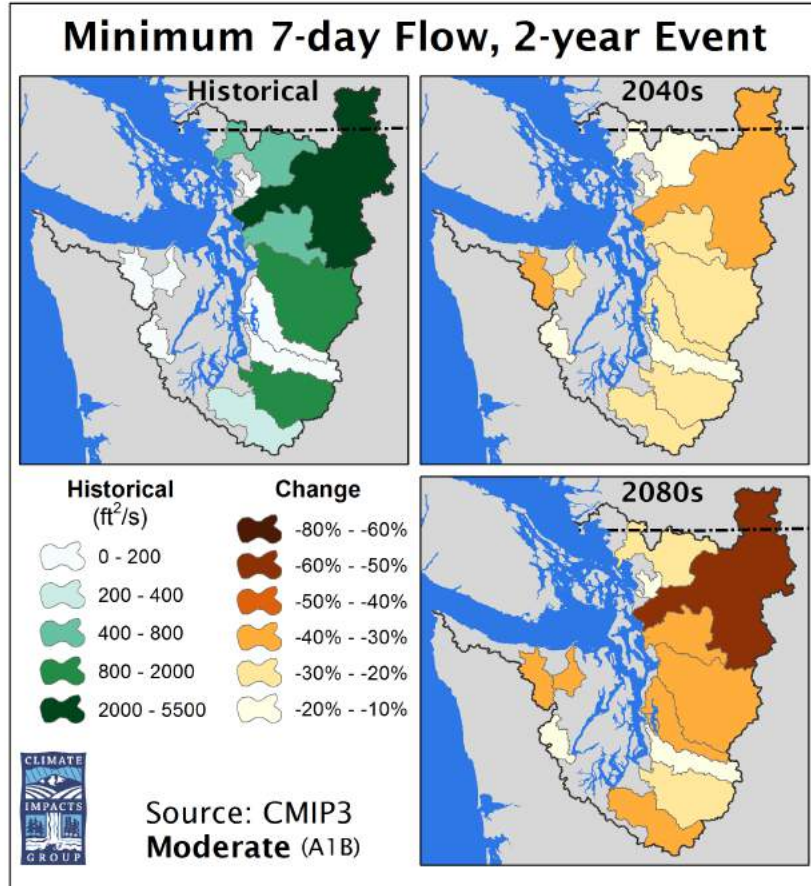 Minimum 7-day Flow, 2-year Event
Historical
2040s
Historical
(ft²/s)
0 - 200
200 - 400
400 - 800
800 - 2000
2000 - 5500
Change
-80% - -60%
-60% - -50%
-50% - -40%
-40% - -30%
-30% - -20%
-20% - -10%
2080s
CLIMATE
IMPACTS
GROUP
Source: CMIP3
Moderate (A1B)